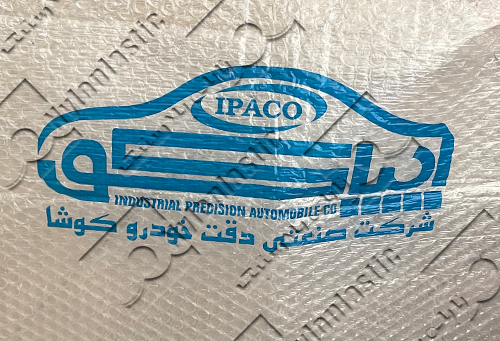 IPACO
ایپاکو
INDUSTRIAL PRECISION AUTOMOBILE CO
شرکت صنعتی دقت خودرو کوشا